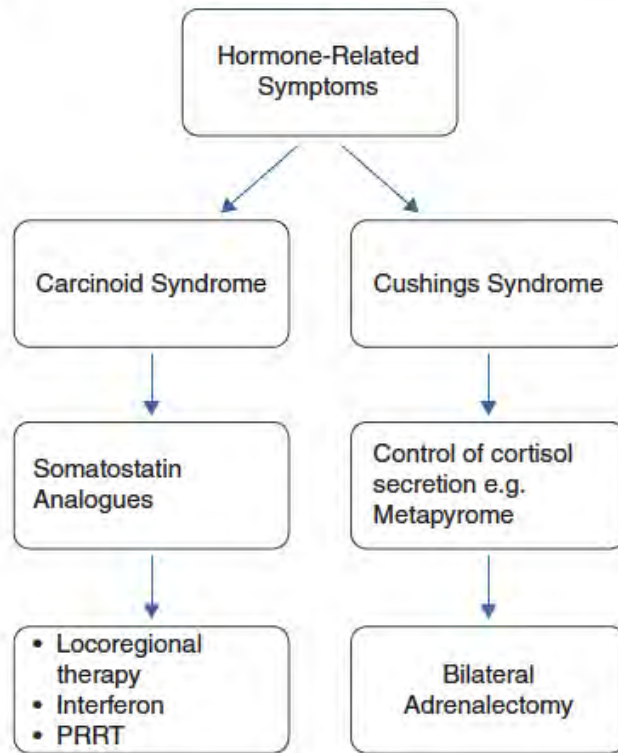 Hormone-Related
Symptoms
Carcinoid Syndrome
Cushings Syndrome
Somatostatin
Analogues
Control of cortisol
secretion e.g.
Metapyrome
• Locoregional
therapy
• Interferon
• PRRT
Bilateral
Adrenalectomy